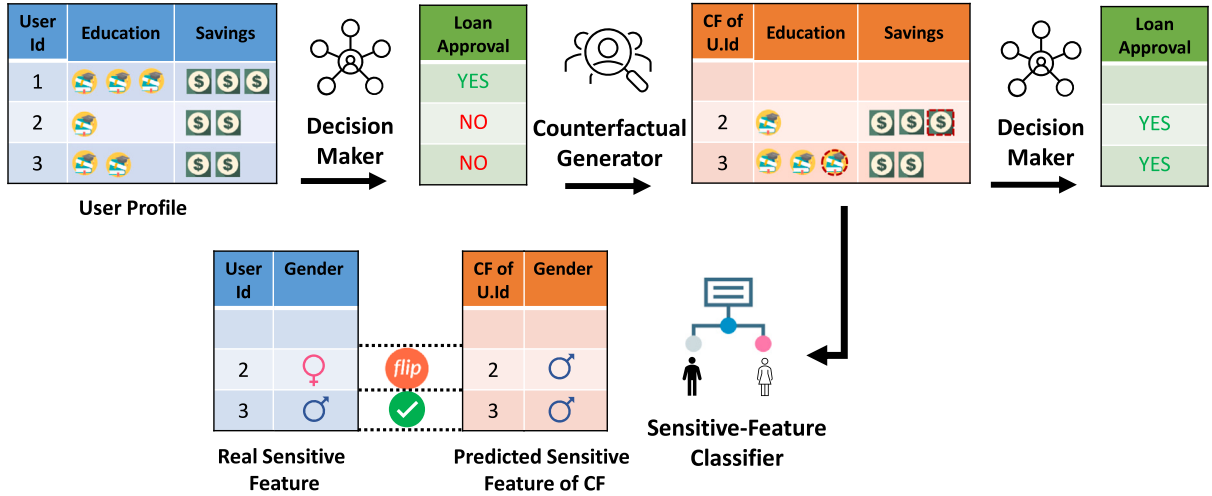 User Id Education Savings
1 $ $ $
2 $ $
3 $ $
User Profile
Decision
Maker
Loan
Approval
YES
NO
NO
Counterfactual
Generator
CF of
U.Id Education Savings
2 $ $ $
3 $ $
Decision
Maker
Loan
Approval
YES
YES
User
Id Gender
2
3
flip
Real Sensitive
Feature
CF of
U.Id Gender
2
3
Predicted Sensitive
Feature of CF
Sensitive-Feature
Classifier